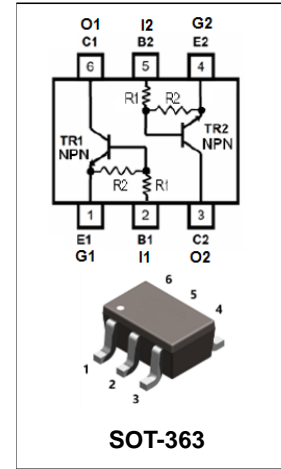 O1 I2 G2
C1 B2 E2
6 5 4
R1 R2
TR1 NPN
TR2 NPN
R2 R1
1 2 3
E1 B1 C2
G1 I1 O2
6
5
4
1
2
3
SOT-363